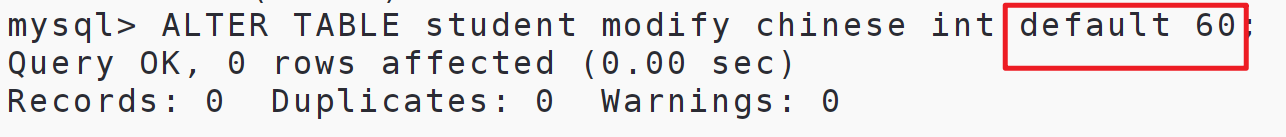 mysql> ALTER TABLE student modify chinese int default 60;
Query OK, 0 rows affected (0.00 sec)
Records: 0  Duplicates: 0  Warnings: 0